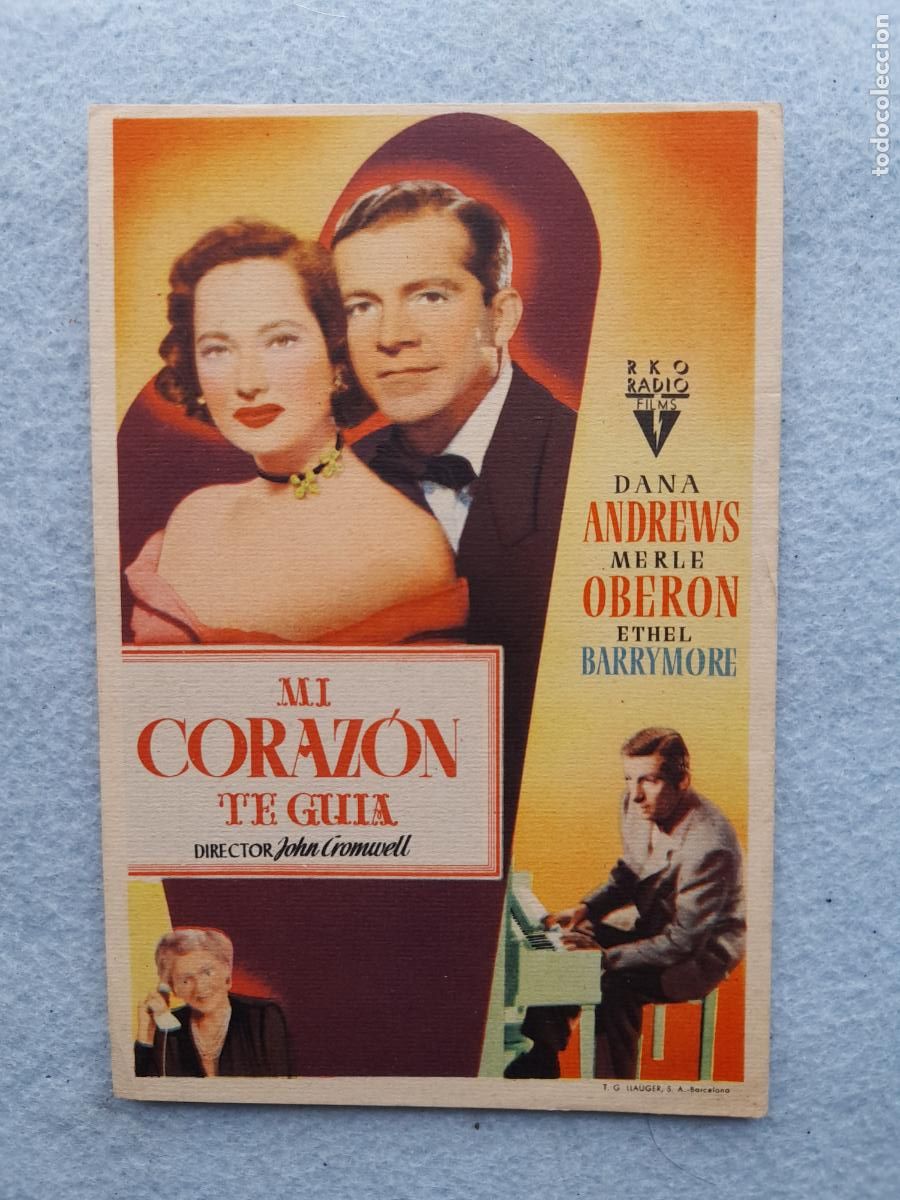 todocoleccion
RKO
RADIO
FILMS
DANA
ANDREWS
MERLE
OBERON
ETHEL
BARRYMORE
MI
CORAZÓN
TE GUIA
DIRECTOR John Cromwell
T. G. LLAUGER, S. A.-Barcelona